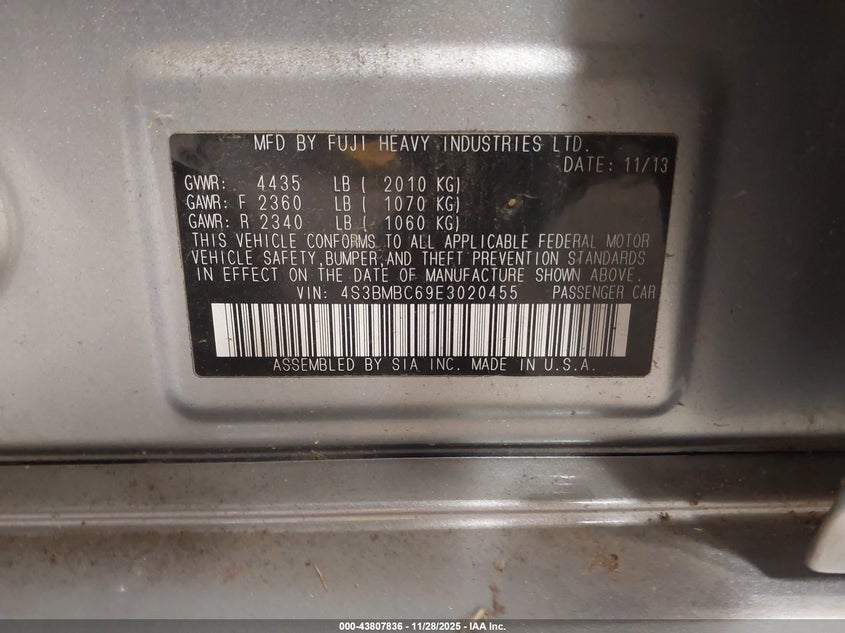 MFD BY FUJI HEAVY INDUSTRIES LTD.
DATE: 11/13
GVWR: 4435 LB ( 2010 KG)
GAWR: F 2360 LB ( 1070 KG)
GAWR: R 2340 LB ( 1060 KG)
THIS VEHICLE CONFORMS TO ALL APPLICABLE FEDERAL MOTOR
VEHICLE SAFETY,BUMPER,AND THEFT PREVENTION STANDARDS
IN EFFECT ON THE DATE OF MANUFACTURE SHOWN ABOVE.
VIN: 4S3BMBC69E3020455 PASSENGER CAR
ASSEMBLED BY SIA INC. MADE IN U.S.A.
000-43807836 - 11/28/2025 - IAA Inc.